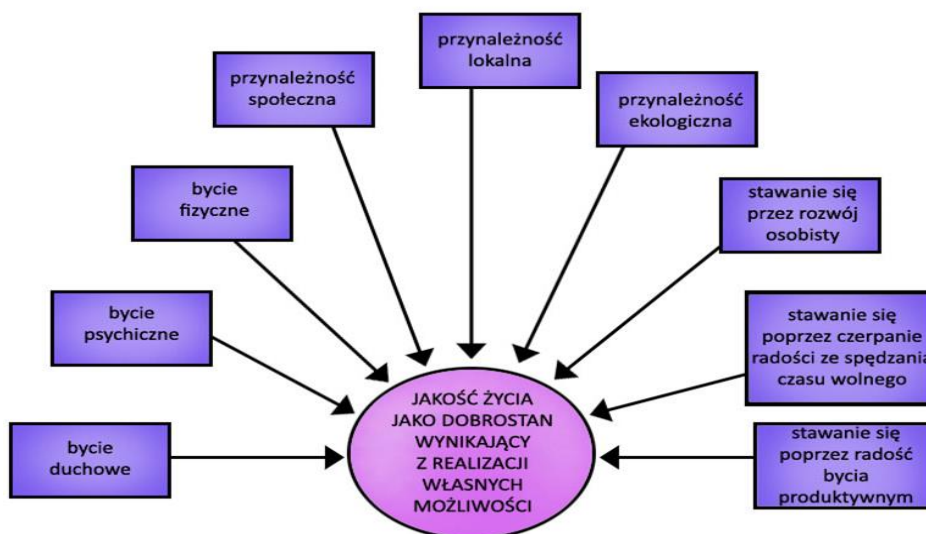 przynależność
lokalna
przynależność
społeczna
przynależność
ekologiczna
bycie
fizyczne
stawanie się
przez rozwój
osobisty
bycie
psychiczne
stawanie się
poprzez czerpanie
radości ze spędzania
czasu wolnego
bycie
duchowe
JAKOŚĆ ŻYCIA
JAKO DOBROSTAN
WYNIKAJĄCY
Z REALIZACJI
WŁASNYCH
MOŻLIWOŚCI
stawanie się
poprzez radość
bycia
produktywnym